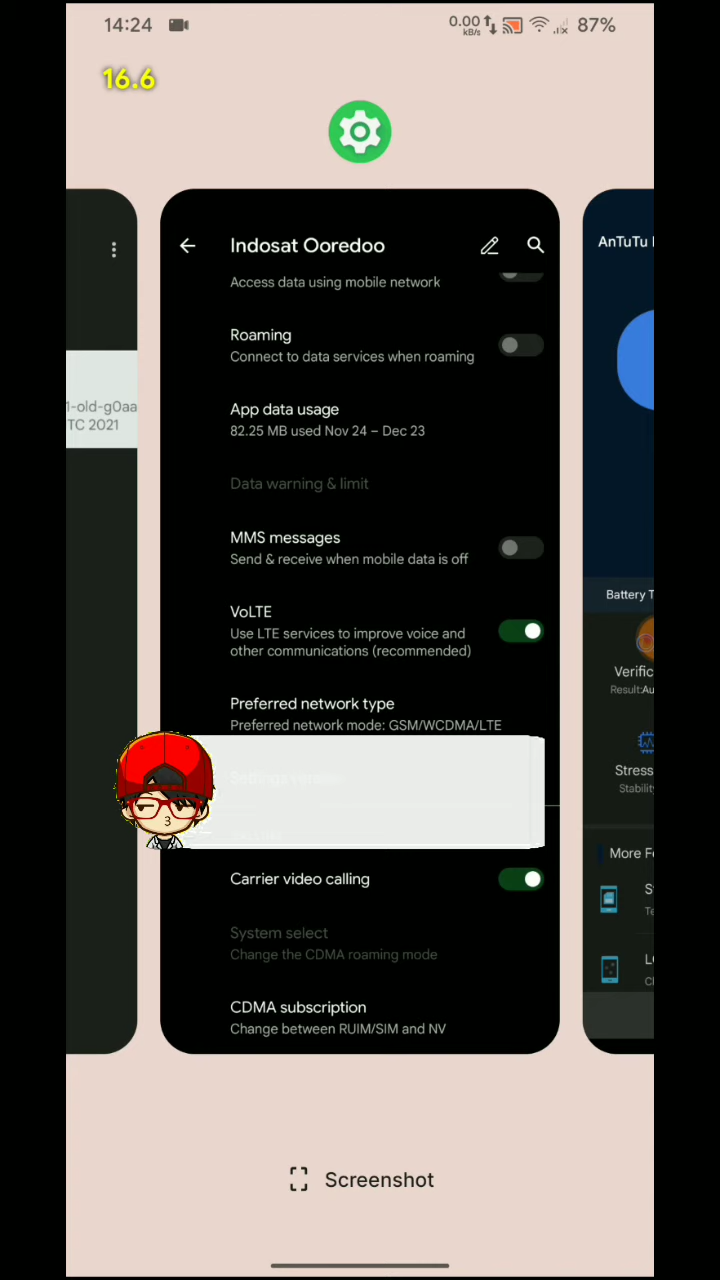 14:24
0.00 kB/s
87%
16.6
Indosat Ooredoo
Access data using mobile network
Roaming
Connect to data services when roaming
App data usage
82.25 MB used Nov 24 – Dec 23
Data warning & limit
MMS messages
Send & receive when mobile data is off
VoLTE
Use LTE services to improve voice and
other communications (recommended)
Preferred network type
Preferred network mode: GSM/WCDMA/LTE
Carrier video calling
System select
Change the CDMA roaming mode
CDMA subscription
Change between RUIM/SIM and NV
1-old-g0aa
TC 2021
AnTuTu
Battery T
Verific
Result:Au
Stress
Stability
More F
Screenshot